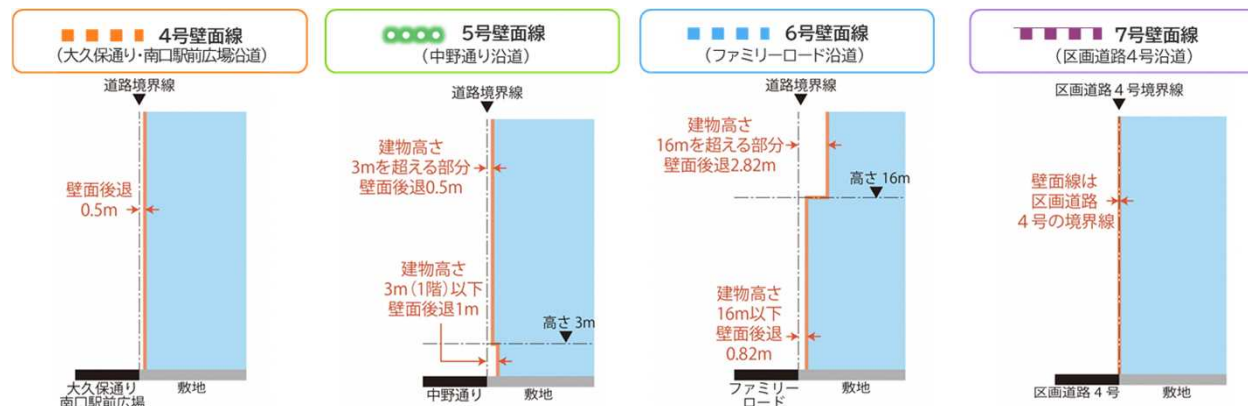 4号壁面線
(大久保通り・南口駅前広場沿道)
道路境界線
壁面後退
0.5m
大久保通り
南口駅前広場
敷地
5号壁面線
(中野通り沿道)
道路境界線
建物高さ
3mを超える部分
壁面後退0.5m
建物高さ
3m(1階)以下
壁面後退1m
高さ 3m
中野通り
敷地
6号壁面線
(ファミリーロード沿道)
道路境界線
建物高さ
16mを超える部分
壁面後退2.82m
高さ 16m
建物高さ
16m以下
壁面後退
0.82m
ファミリー
ロード
敷地
7号壁面線
(区画道路4号沿道)
区画道路4号境界線
壁面線は
区画道路
4号の境界線
区画道路4号
敷地